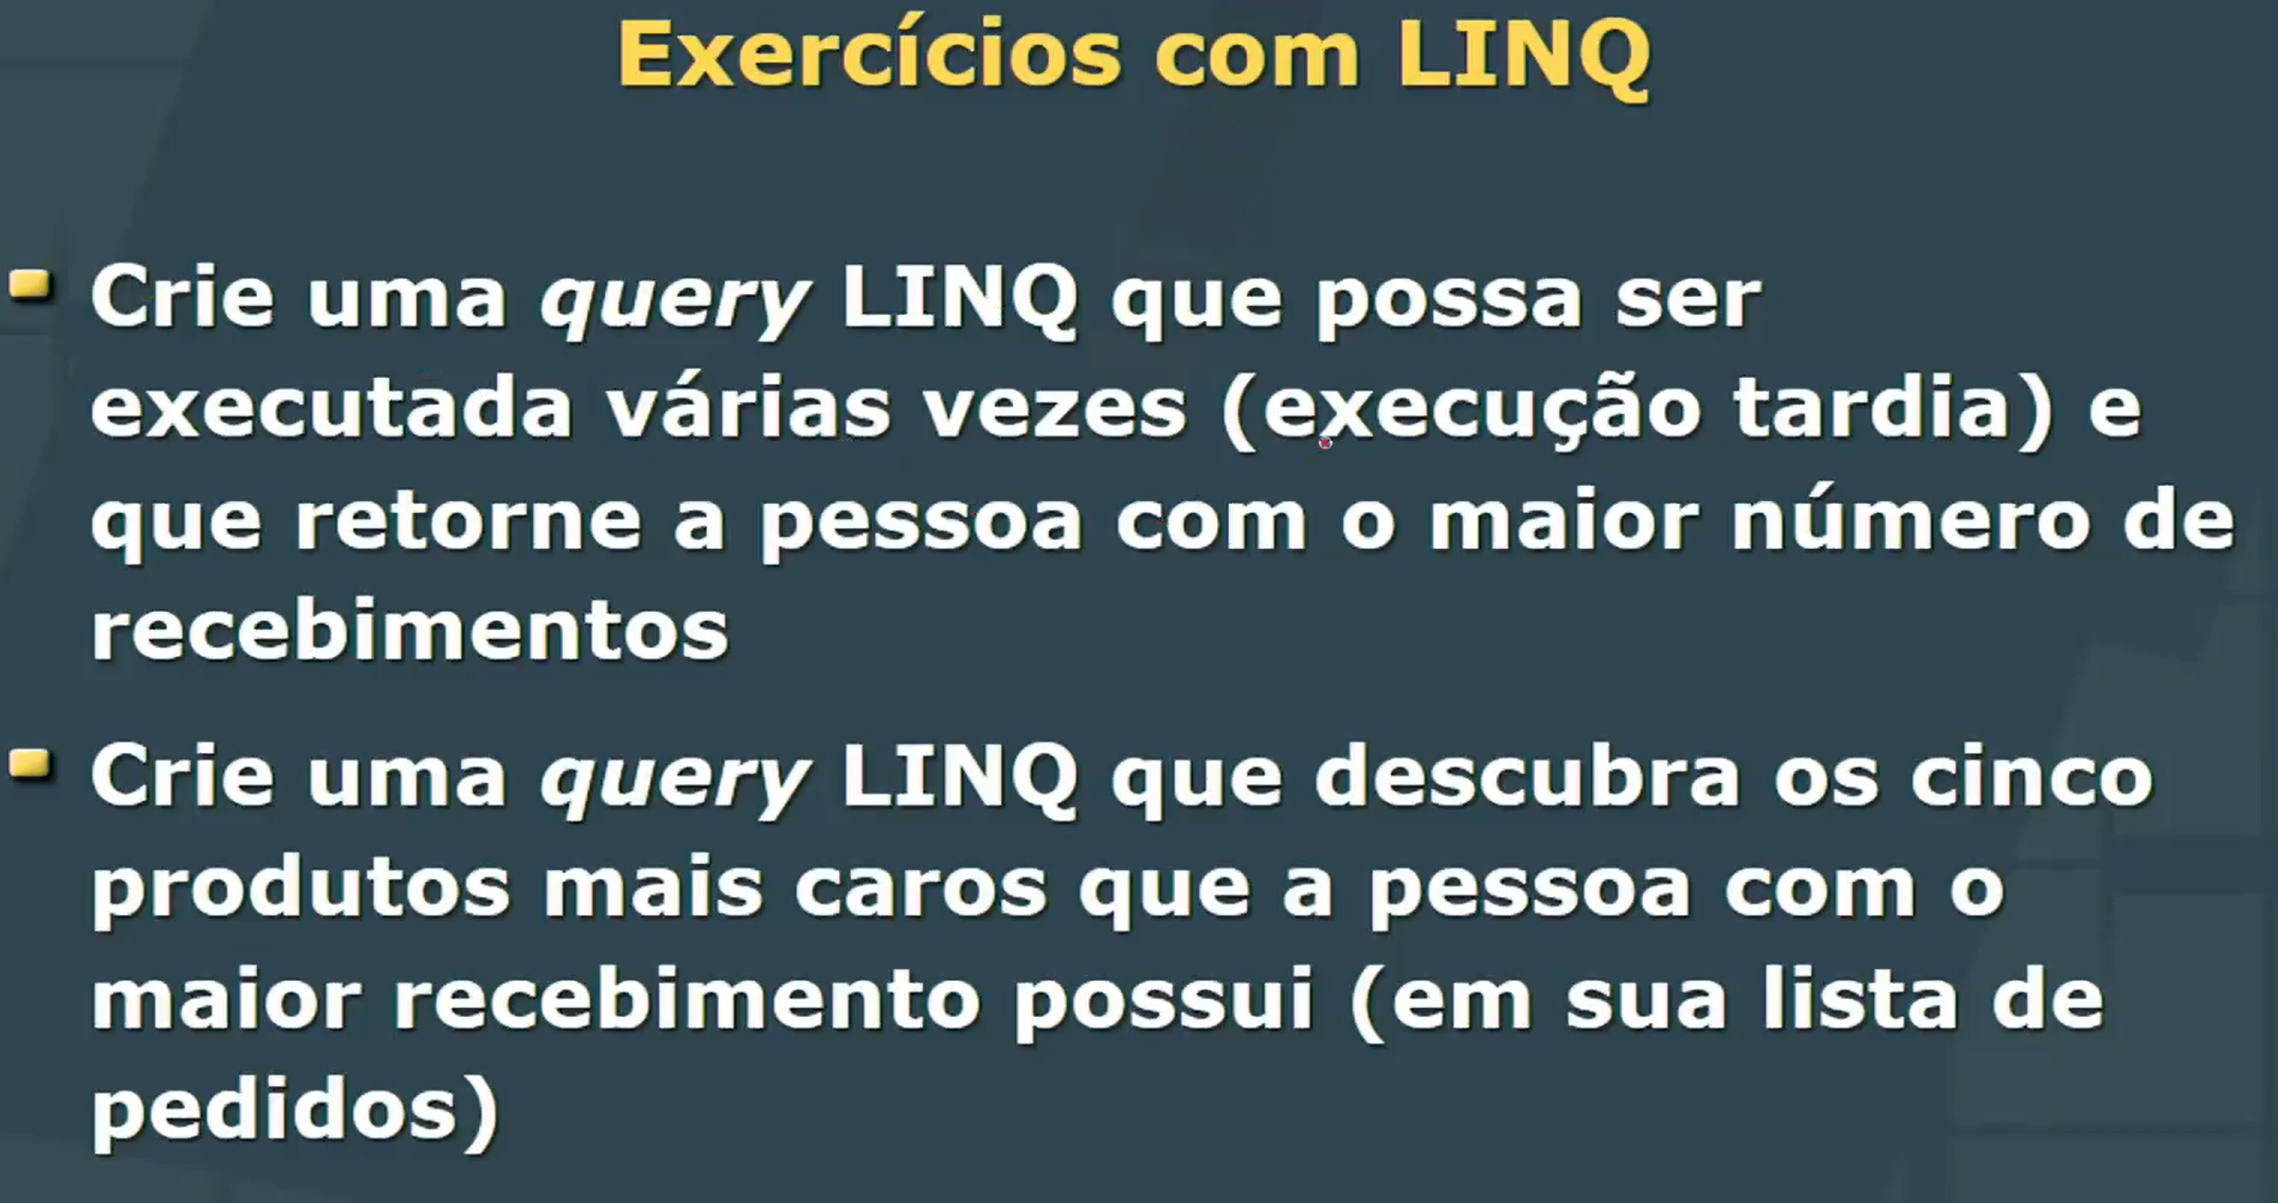 Exercícios com LINQ
Crie uma query LINQ que possa ser
executada várias vezes (execução tardia) e
que retorne a pessoa com o maior número de
recebimentos
Crie uma query LINQ que descubra os cinco
produtos mais caros que a pessoa com o
maior recebimento possui (em sua lista de
pedidos)